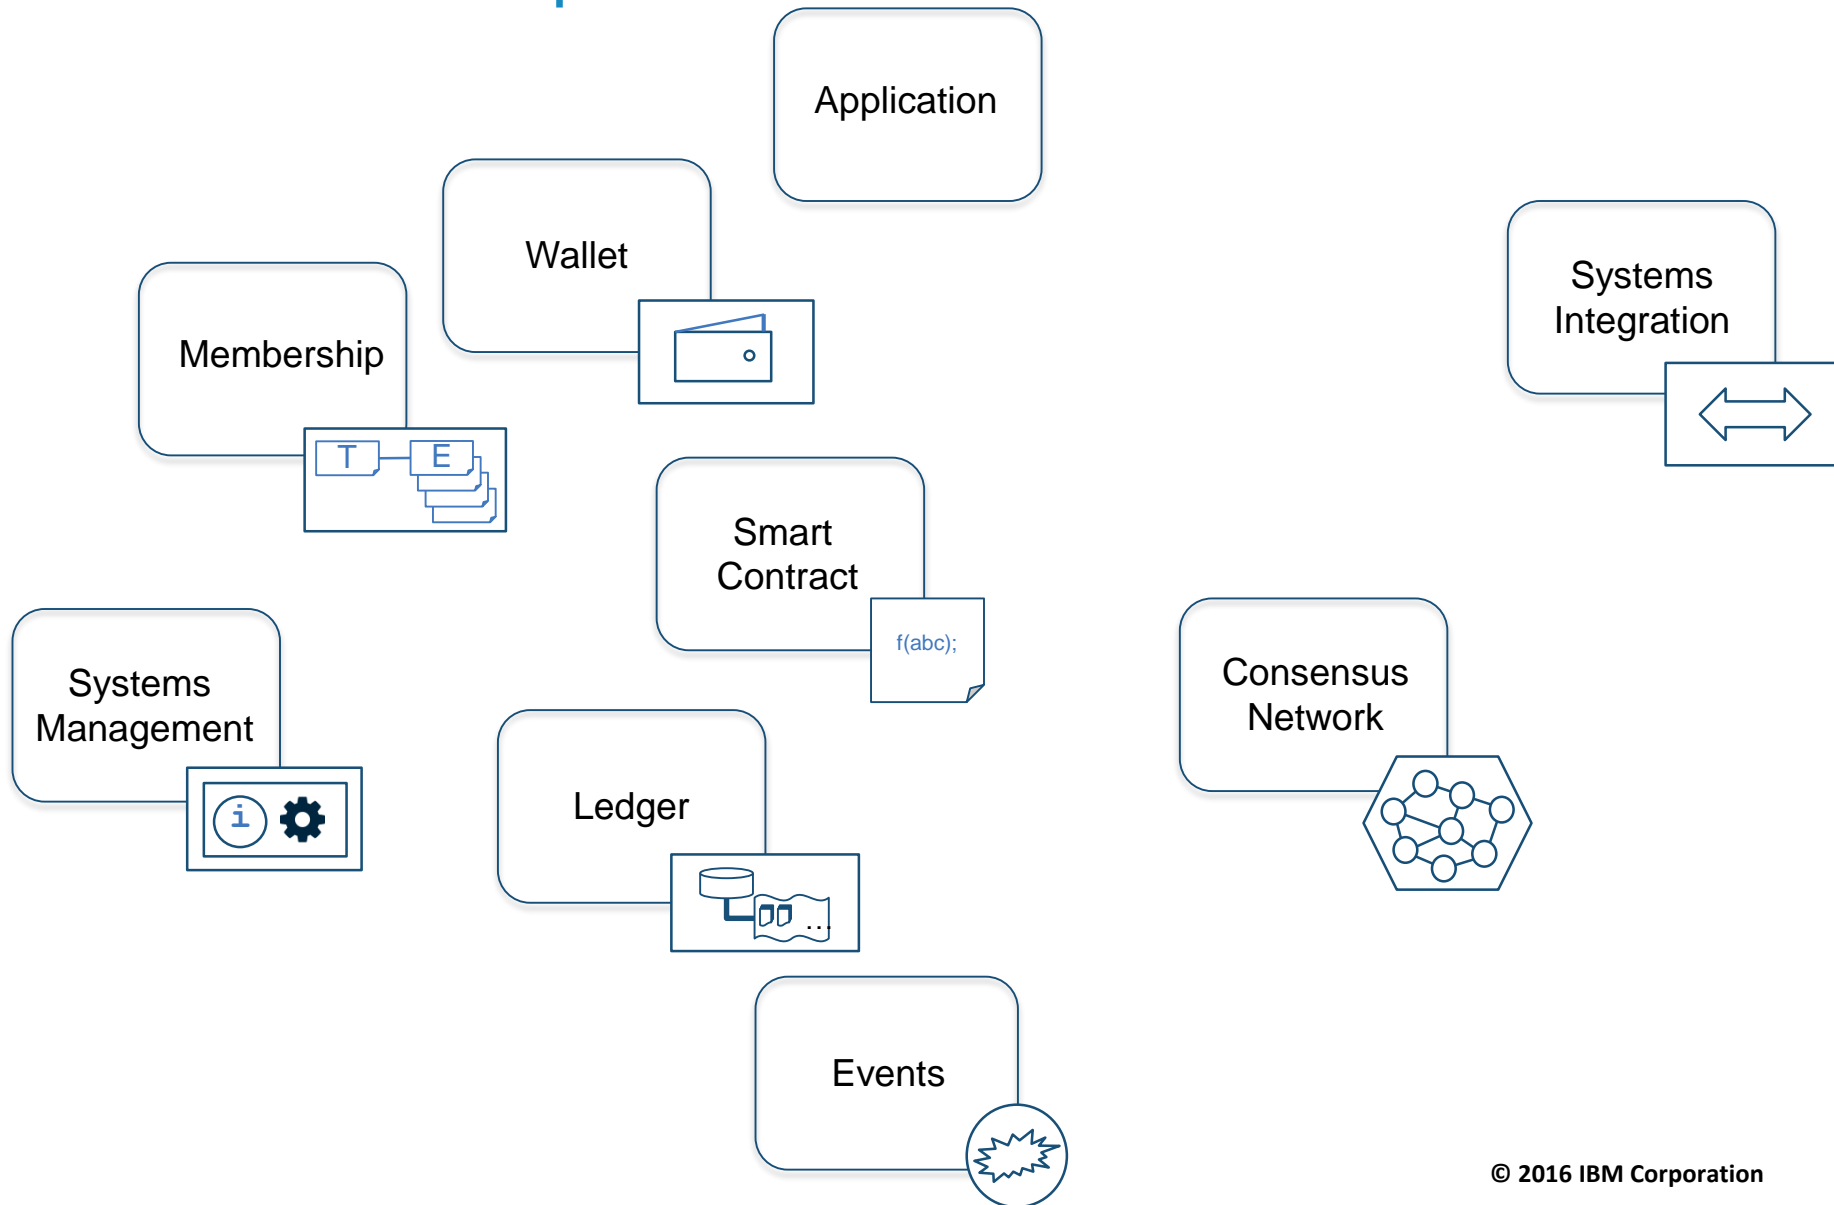 Application
Wallet
Systems
Integration
Membership
T
E
Smart
Contract
f(abc);
Systems
Management
i
Consensus
Network
Ledger
...
Events
© 2016 IBM Corporation